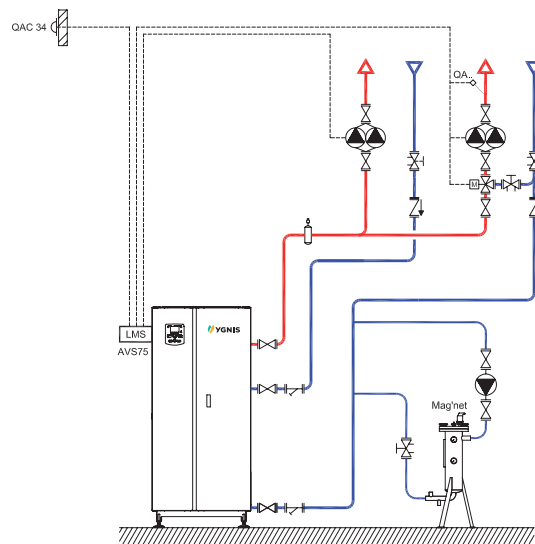 QAC 34
QA..
M
YGNIS
LMS
AVS75
Mag'net